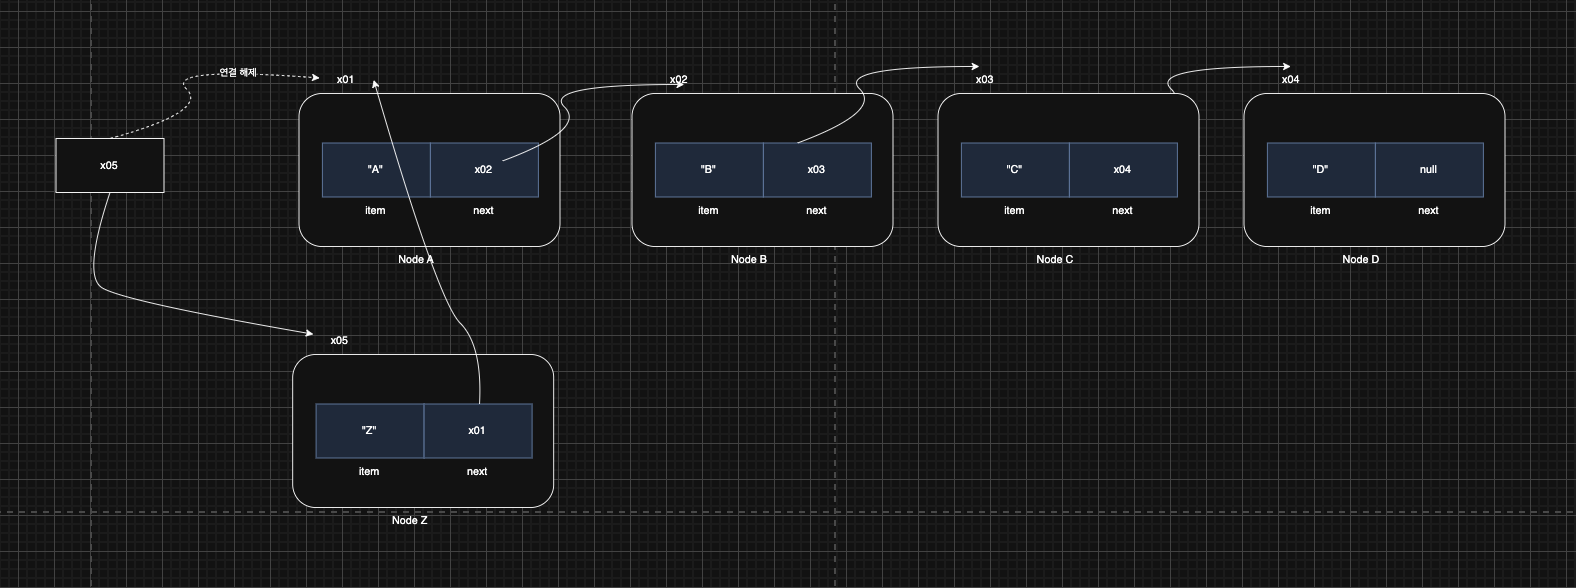 연결 해제
x01
x02
x03
x04
x05
"A"
x02
item
next
Node A
"B"
x03
item
next
Node B
"C"
x04
item
next
Node C
"D"
null
item
next
Node D
x05
"Z"
x01
item
next
Node Z